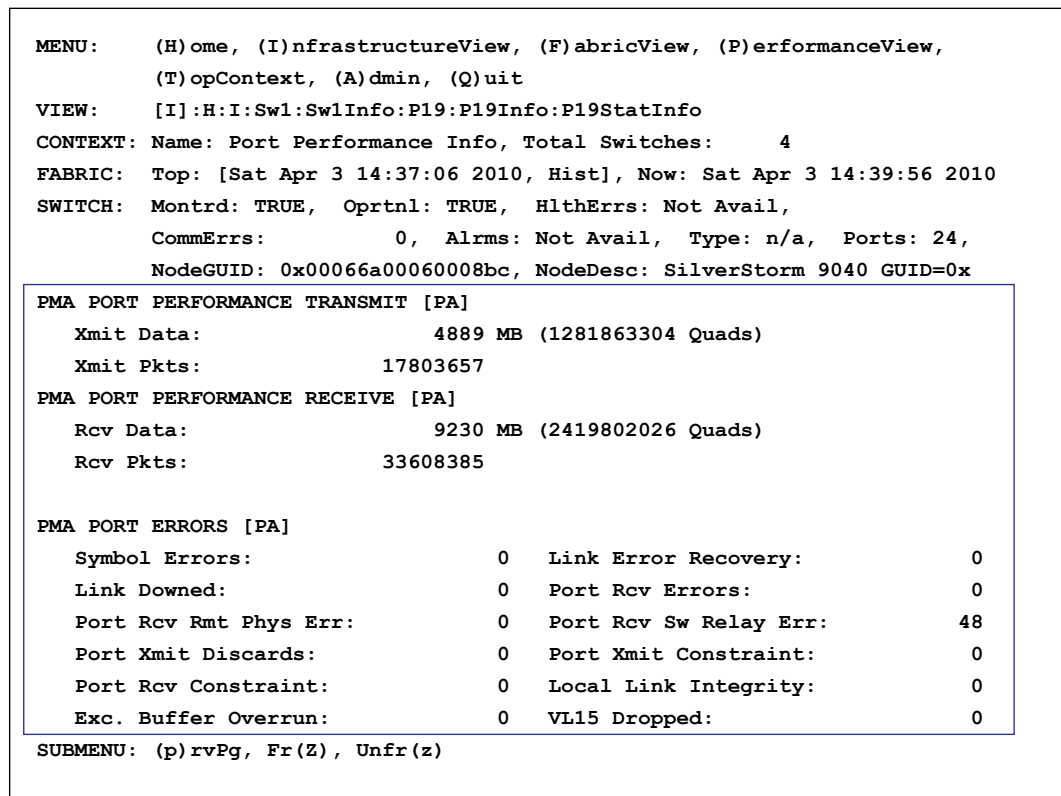 MENU: (H)ome, (I)nfrastructureView, (F)abricView, (P)erformanceView,
(T)opContext, (A)dmin, (Q)uit
VIEW: [I]:H:I:Sw1:Sw1Info:P19:P19Info:P19StatInfo
CONTEXT: Name: Port Performance Info, Total Switches: 4
FABRIC: Top: [Sat Apr 3 14:37:06 2010, Hist], Now: Sat Apr 3 14:39:56 2010
SWITCH: Montrd: TRUE, Oprtnl: TRUE, HlthErrs: Not Avail,
CommErrs: 0, Alrms: Not Avail, Type: n/a, Ports: 24,
NodeGUID: 0x00066a00060008bc, NodeDesc: SilverStorm 9040 GUID=0x
PMA PORT PERFORMANCE TRANSMIT [PA]
Xmit Data: 4889 MB (1281863304 Quads)
Xmit Pkts: 17803657
PMA PORT PERFORMANCE RECEIVE [PA]
Rcv Data: 9230 MB (2419802026 Quads)
Rcv Pkts: 33608385
PMA PORT ERRORS [PA]
Symbol Errors: 0 Link Error Recovery: 0
Link Downed: 0 Port Rcv Errors: 0
Port Rcv Rmt Phys Err: 0 Port Rcv Sw Relay Err: 48
Port Xmit Discards: 0 Port Xmit Constraint: 0
Port Rcv Constraint: 0 Local Link Integrity: 0
Exc. Buffer Overrun: 0 VL15 Dropped: 0
SUBMENU: (p)rvPg, Fr(Z), Unfr(z)